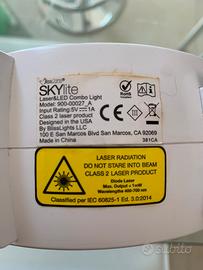 BlissLights
SKYlite
Laser&LED Combo Light
Model: 900-00027_A
Input Rating:5V⎓1A
Class 2 laser product
Designed in the USA
By BlissLights LLC
100 E San Marcos Blvd San Marcos, CA 92069
Made in China
381CA
LASER RADIATION
DO NOT STARE INTO BEAM
CLASS 2 LASER PRODUCT
Diode Laser
Max. Output < 1mW
Wavelengths 400-700 nm
Classified per IEC 60825-1 Ed. 3.0:2014
subito